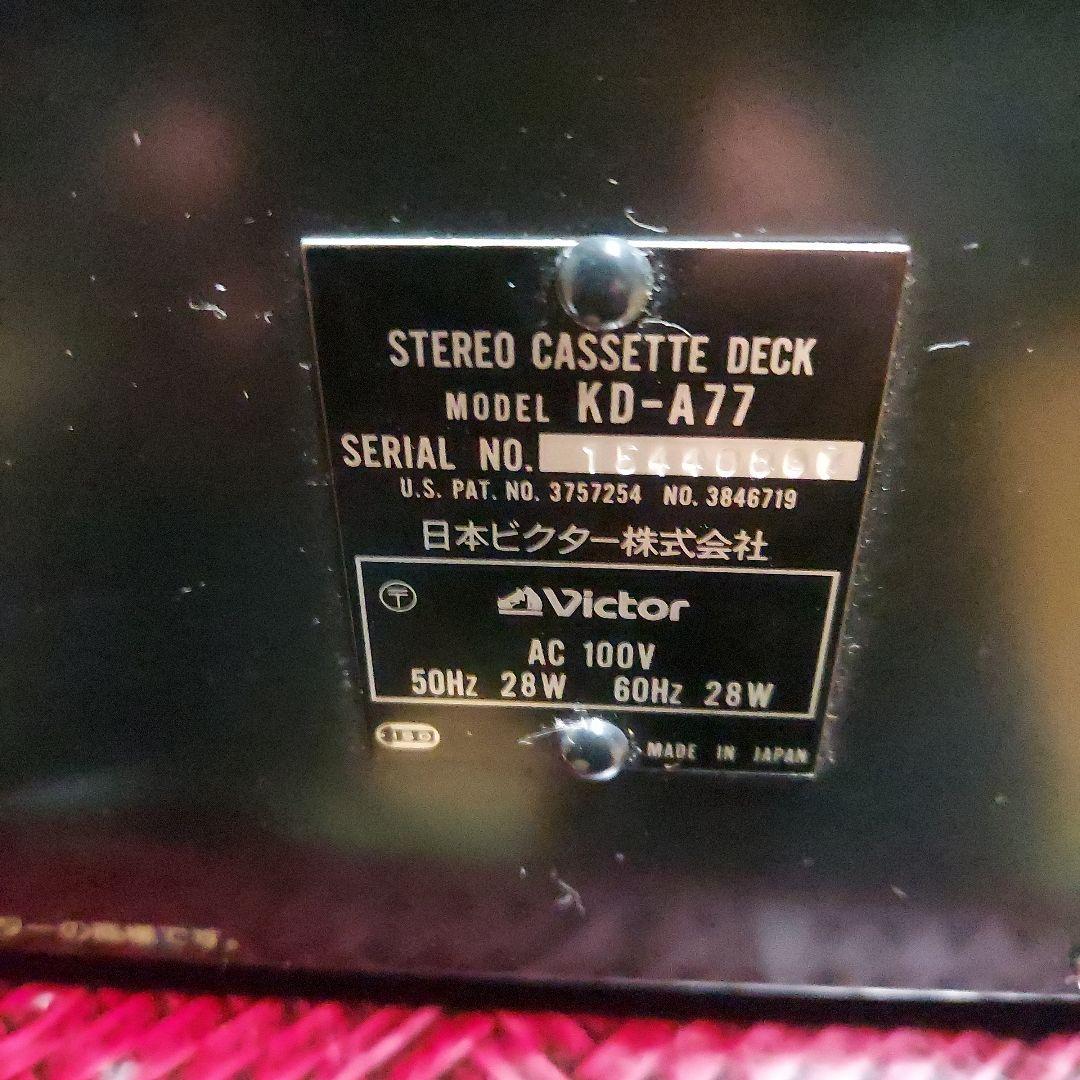 STEREO CASSETTE DECK
MODEL KD-A77
SERIAL NO.
U.S. PAT. NO. 3757254 NO. 3846719
日本ビクター株式会社
〒
Victor
AC 100V
50Hz 28W 60Hz 28W
MADE IN JAPAN